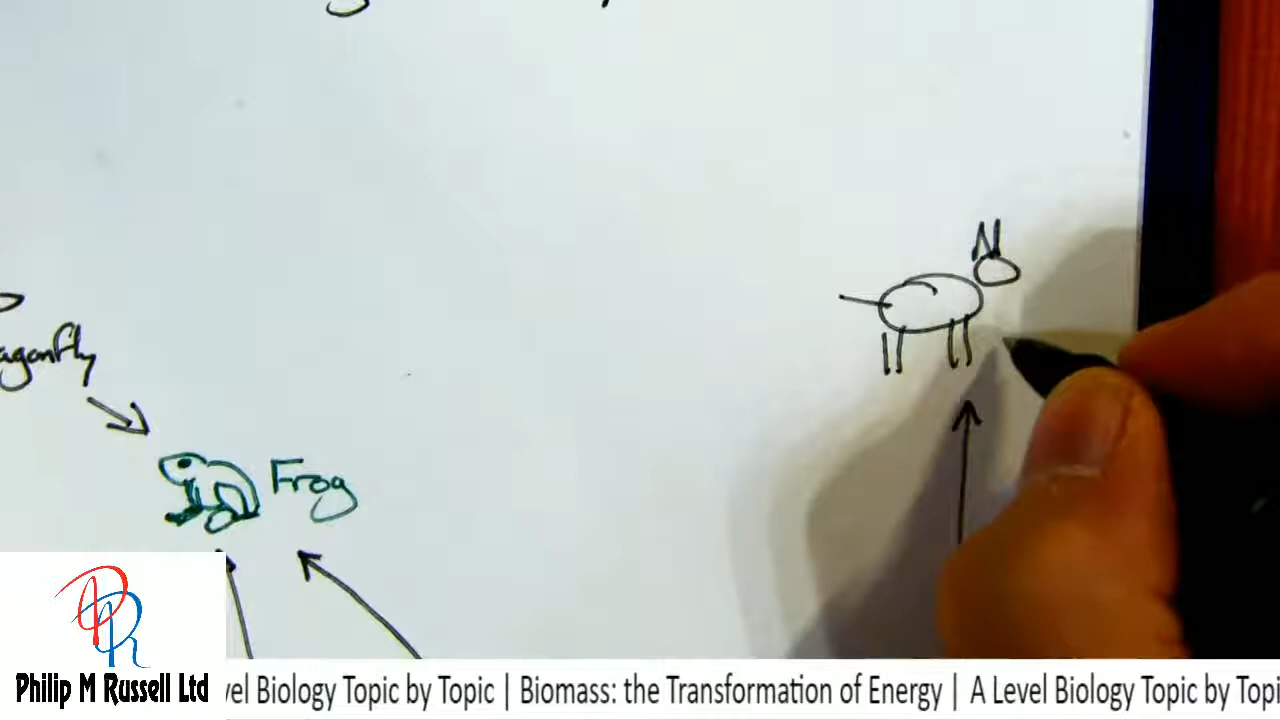 agonfly
Frog
Philip M Russell Ltd
vel Biology Topic by Topic | Biomass: the Transformation of Energy | A Level Biology Topic by Topi